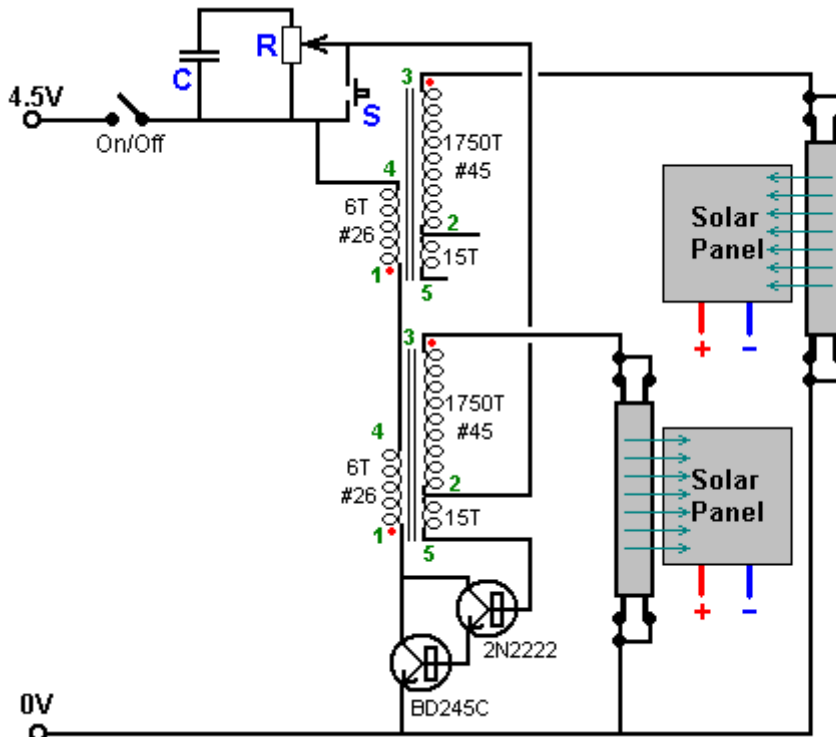 C
R
4.5V
On/Off
S
3
1750T
#45
4
6T
#26
2
15T
1
5
Solar
Panel
+
−
3
1750T
#45
4
6T
#26
2
15T
1
5
Solar
Panel
+
−
2N2222
BD245C
0V